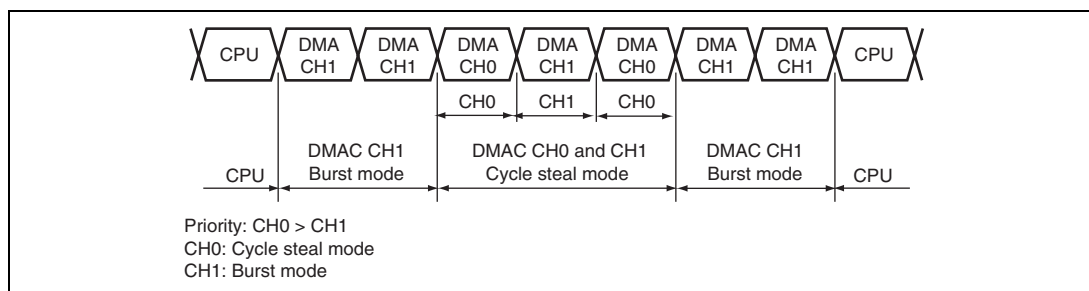 CPU DMA CH1 DMA CH1 DMA CH0 DMA CH1 DMA CH0 DMA CH1 DMA CH1 CPU
CH0 CH1 CH0
CPU DMAC CH1 Burst mode DMAC CH0 and CH1 Cycle steal mode DMAC CH1 Burst mode CPU
Priority: CH0 > CH1
CH0: Cycle steal mode
CH1: Burst mode